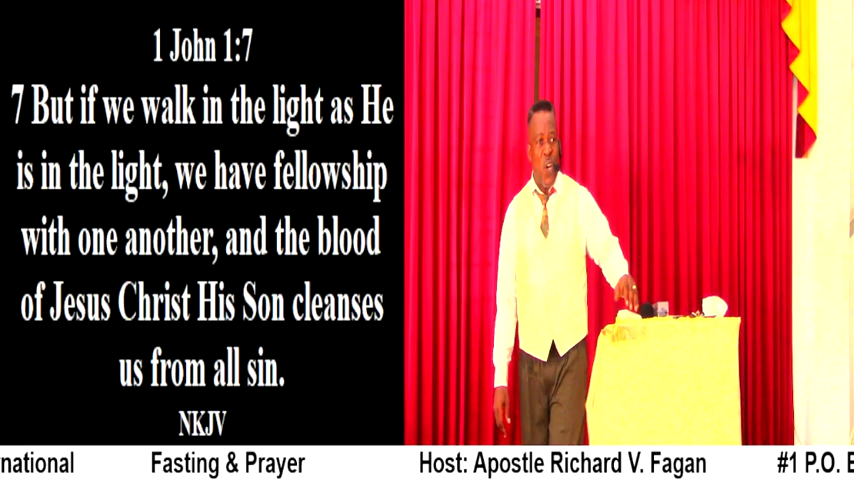 1 John 1:7
7 But if we walk in the light as He
is in the light, we have fellowship
with one another, and the blood
of Jesus Christ His Son cleanses
us from all sin.
NKJV
national Fasting & Prayer Host: Apostle Richard V. Fagan #1 P.O.